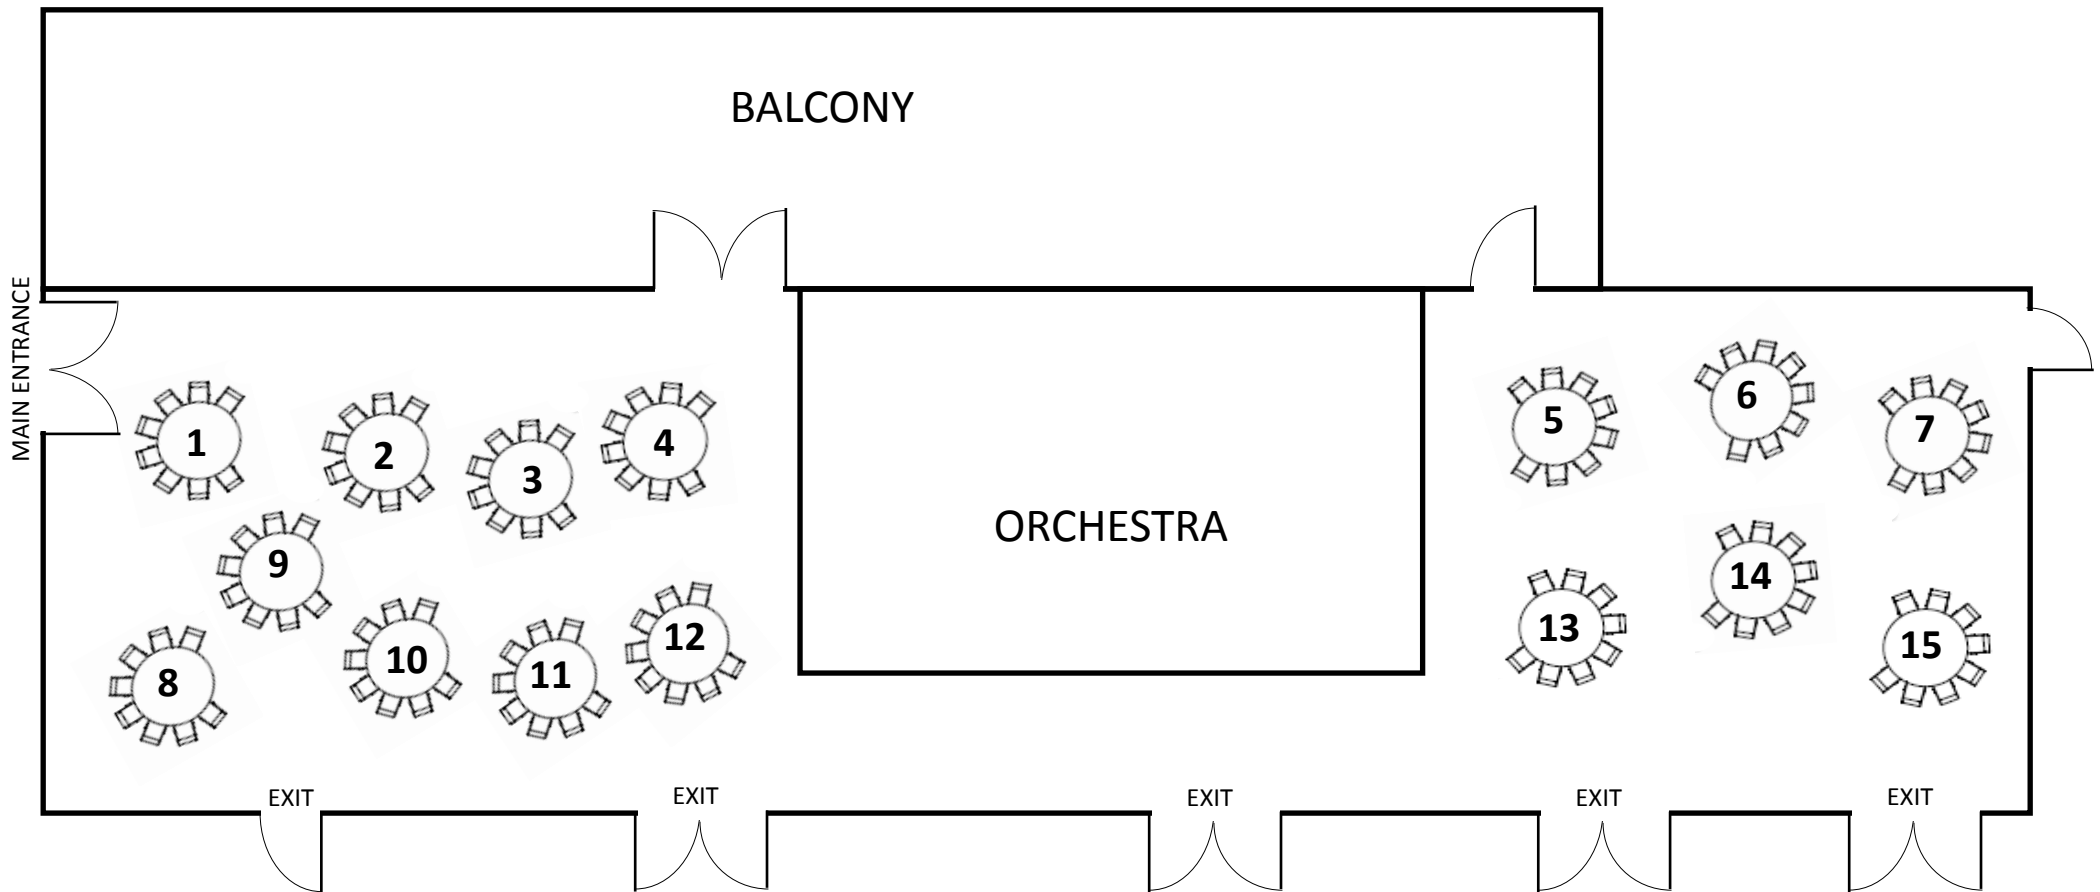 BALCONY
MAIN ENTRANCE
1
2
3
4
ORCHESTRA
5
6
7
8
9
10
11
12
13
14
15
EXIT
EXIT
EXIT
EXIT
EXIT